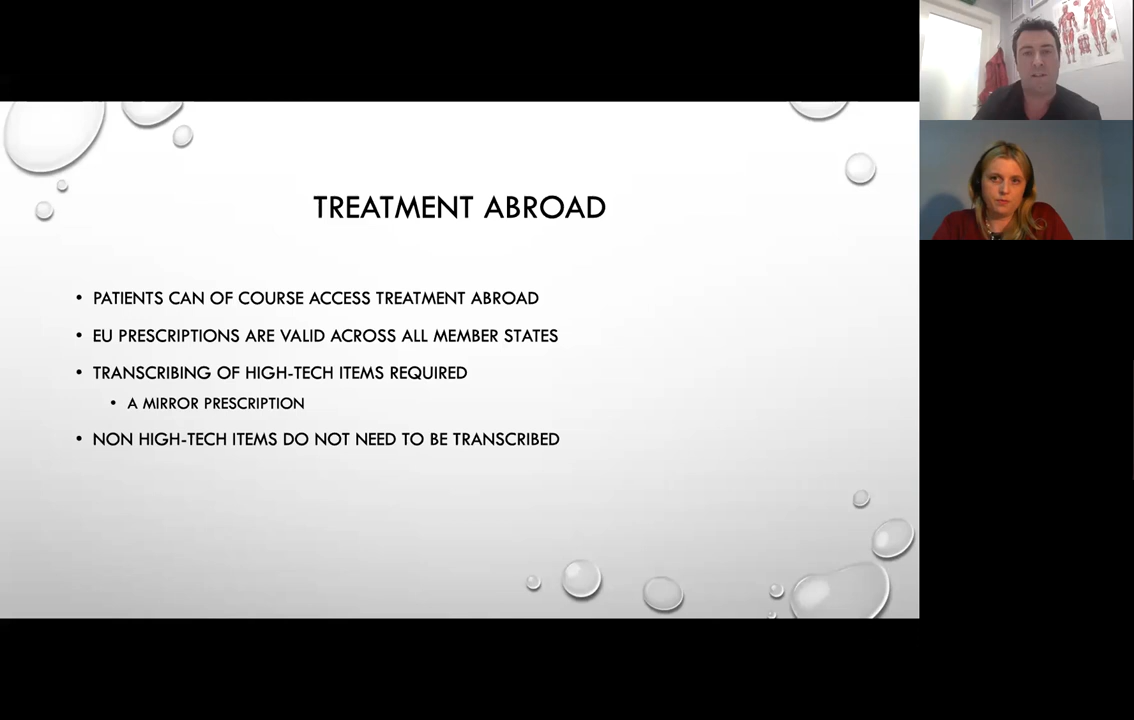 TREATMENT ABROAD
• PATIENTS CAN OF COURSE ACCESS TREATMENT ABROAD
• EU PRESCRIPTIONS ARE VALID ACROSS ALL MEMBER STATES
• TRANSCRIBING OF HIGH-TECH ITEMS REQUIRED
• A MIRROR PRESCRIPTION
• NON HIGH-TECH ITEMS DO NOT NEED TO BE TRANSCRIBED